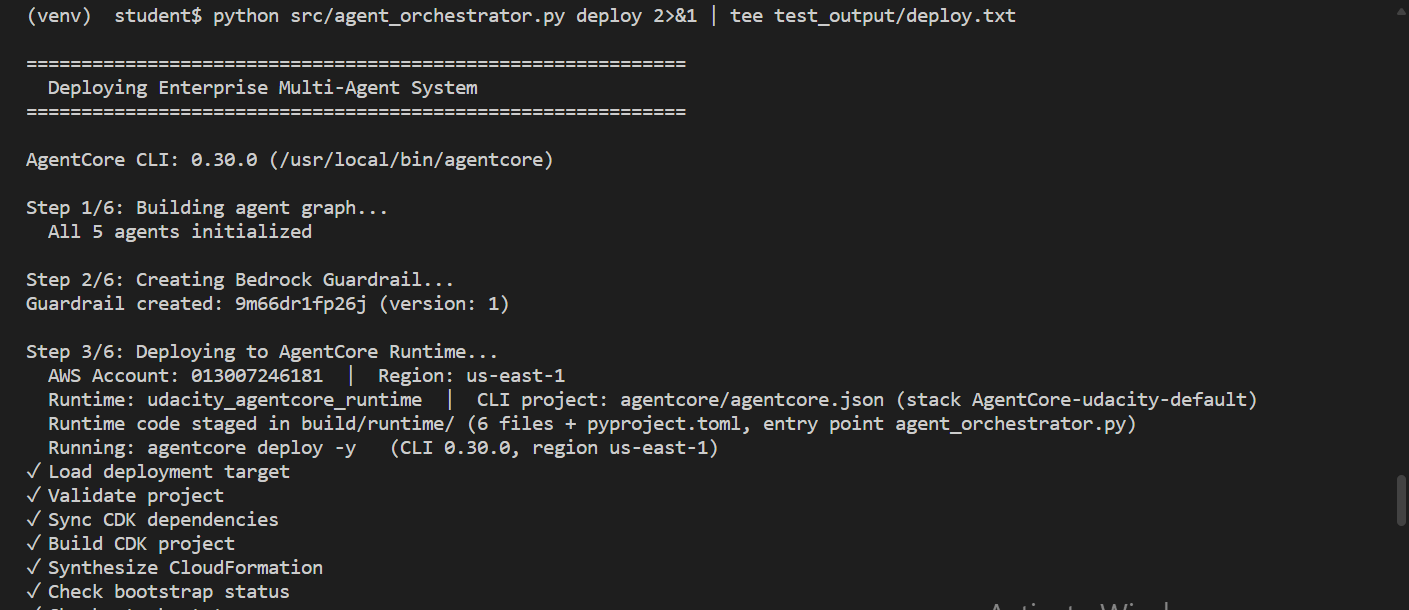 (venv)  student$ python src/agent_orchestrator.py deploy 2>&1 | tee test_output/deploy.txt
============================================================
Deploying Enterprise Multi-Agent System
============================================================
AgentCore CLI: 0.30.0 (/usr/local/bin/agentcore)
Step 1/6: Building agent graph...
All 5 agents initialized
Step 2/6: Creating Bedrock Guardrail...
Guardrail created: 9m66dr1fp26j (version: 1)
Step 3/6: Deploying to AgentCore Runtime...
AWS Account: 013007246181  |  Region: us-east-1
Runtime: udacity_agentcore_runtime  |  CLI project: agentcore/agentcore.json (stack AgentCore-udacity-default)
Runtime code staged in build/runtime/ (6 files + pyproject.toml, entry point agent_orchestrator.py)
Running: agentcore deploy -y   (CLI 0.30.0, region us-east-1)
✓ Load deployment target
✓ Validate project
✓ Sync CDK dependencies
✓ Build CDK project
✓ Synthesize CloudFormation
✓ Check bootstrap status